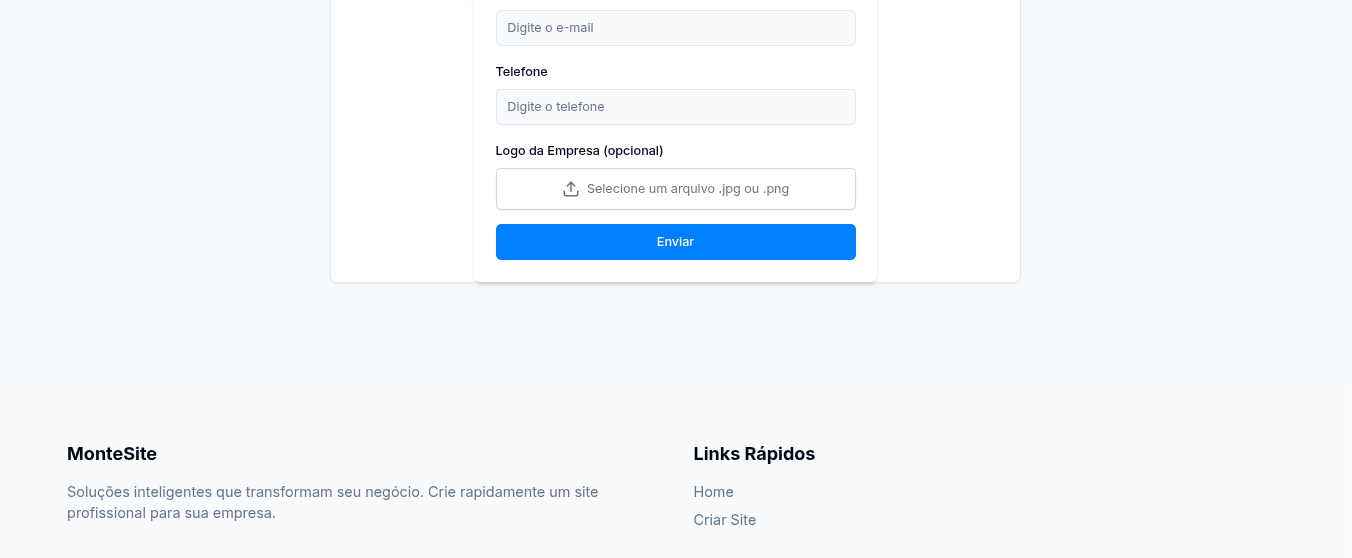 Digite o e-mail
Telefone
Digite o telefone
Logo da Empresa (opcional)
Selecione um arquivo .jpg ou .png
Enviar
MonteSite
Soluções inteligentes que transformam seu negócio. Crie rapidamente um site
profissional para sua empresa.
Links Rápidos
Home
Criar Site